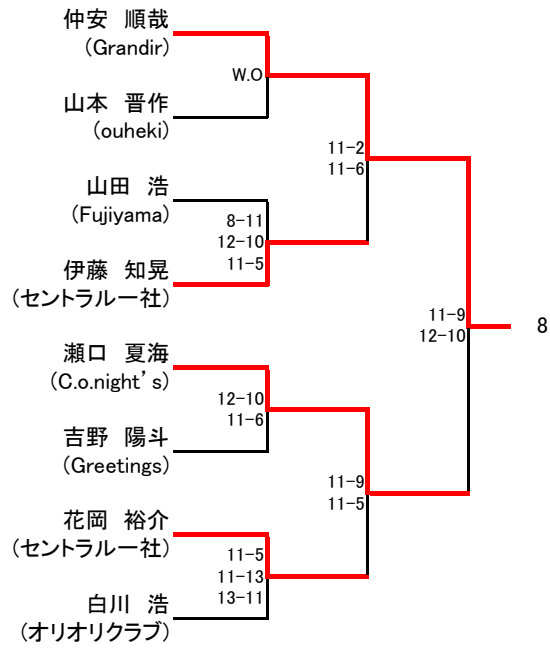 仲安　順哉
(Grandir)
W.O
山本　晋作
(ouheki)
11-2
11-6
山田　浩
(Fujiyama)
8-11
12-10
11-5
伊藤　知晃
(セントラル一社)
11-9
12-10
8
瀬口　夏海
(C.o.night's)
12-10
11-6
吉野　陽斗
(Greetings)
11-9
11-5
花岡　裕介
(セントラル一社)
11-5
11-13
13-11
白川　浩
(オリオリクラブ)